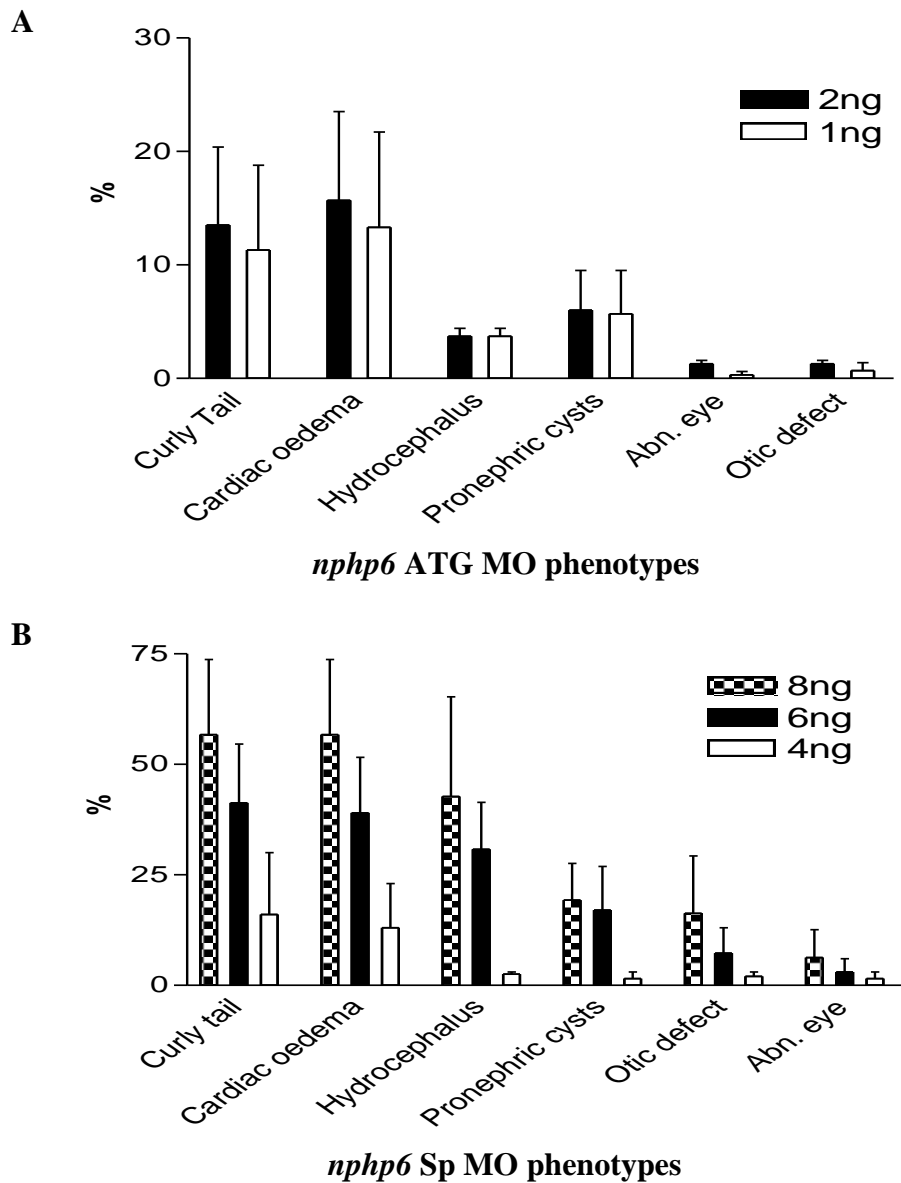 A
30
20
10
0
%
2ng
1ng
Curly Tail
Cardiac oedema
Hydrocephalus
Pronephric cysts
Abn. eye
Otic defect
nphp6 ATG MO phenotypes
B
75
50
25
0
%
8ng
6ng
4ng
Curly tail
Cardiac oedema
Hydrocephalus
Pronephric cysts
Otic defect
Abn. eye
nphp6 Sp MO phenotypes